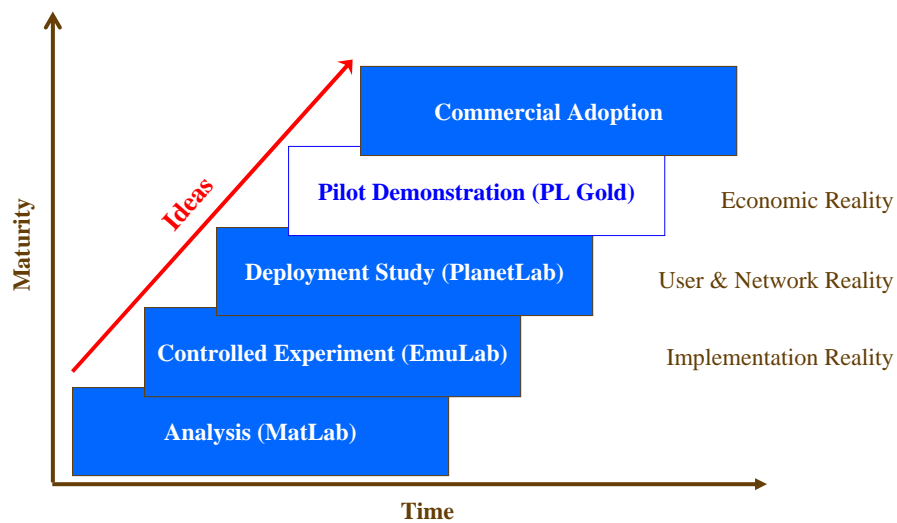 Commercial Adoption
Pilot Demonstration (PL Gold)
Economic Reality
Ideas
Maturity
Deployment Study (PlanetLab)
User & Network Reality
Controlled Experiment (EmuLab)
Implementation Reality
Analysis (MatLab)
Time